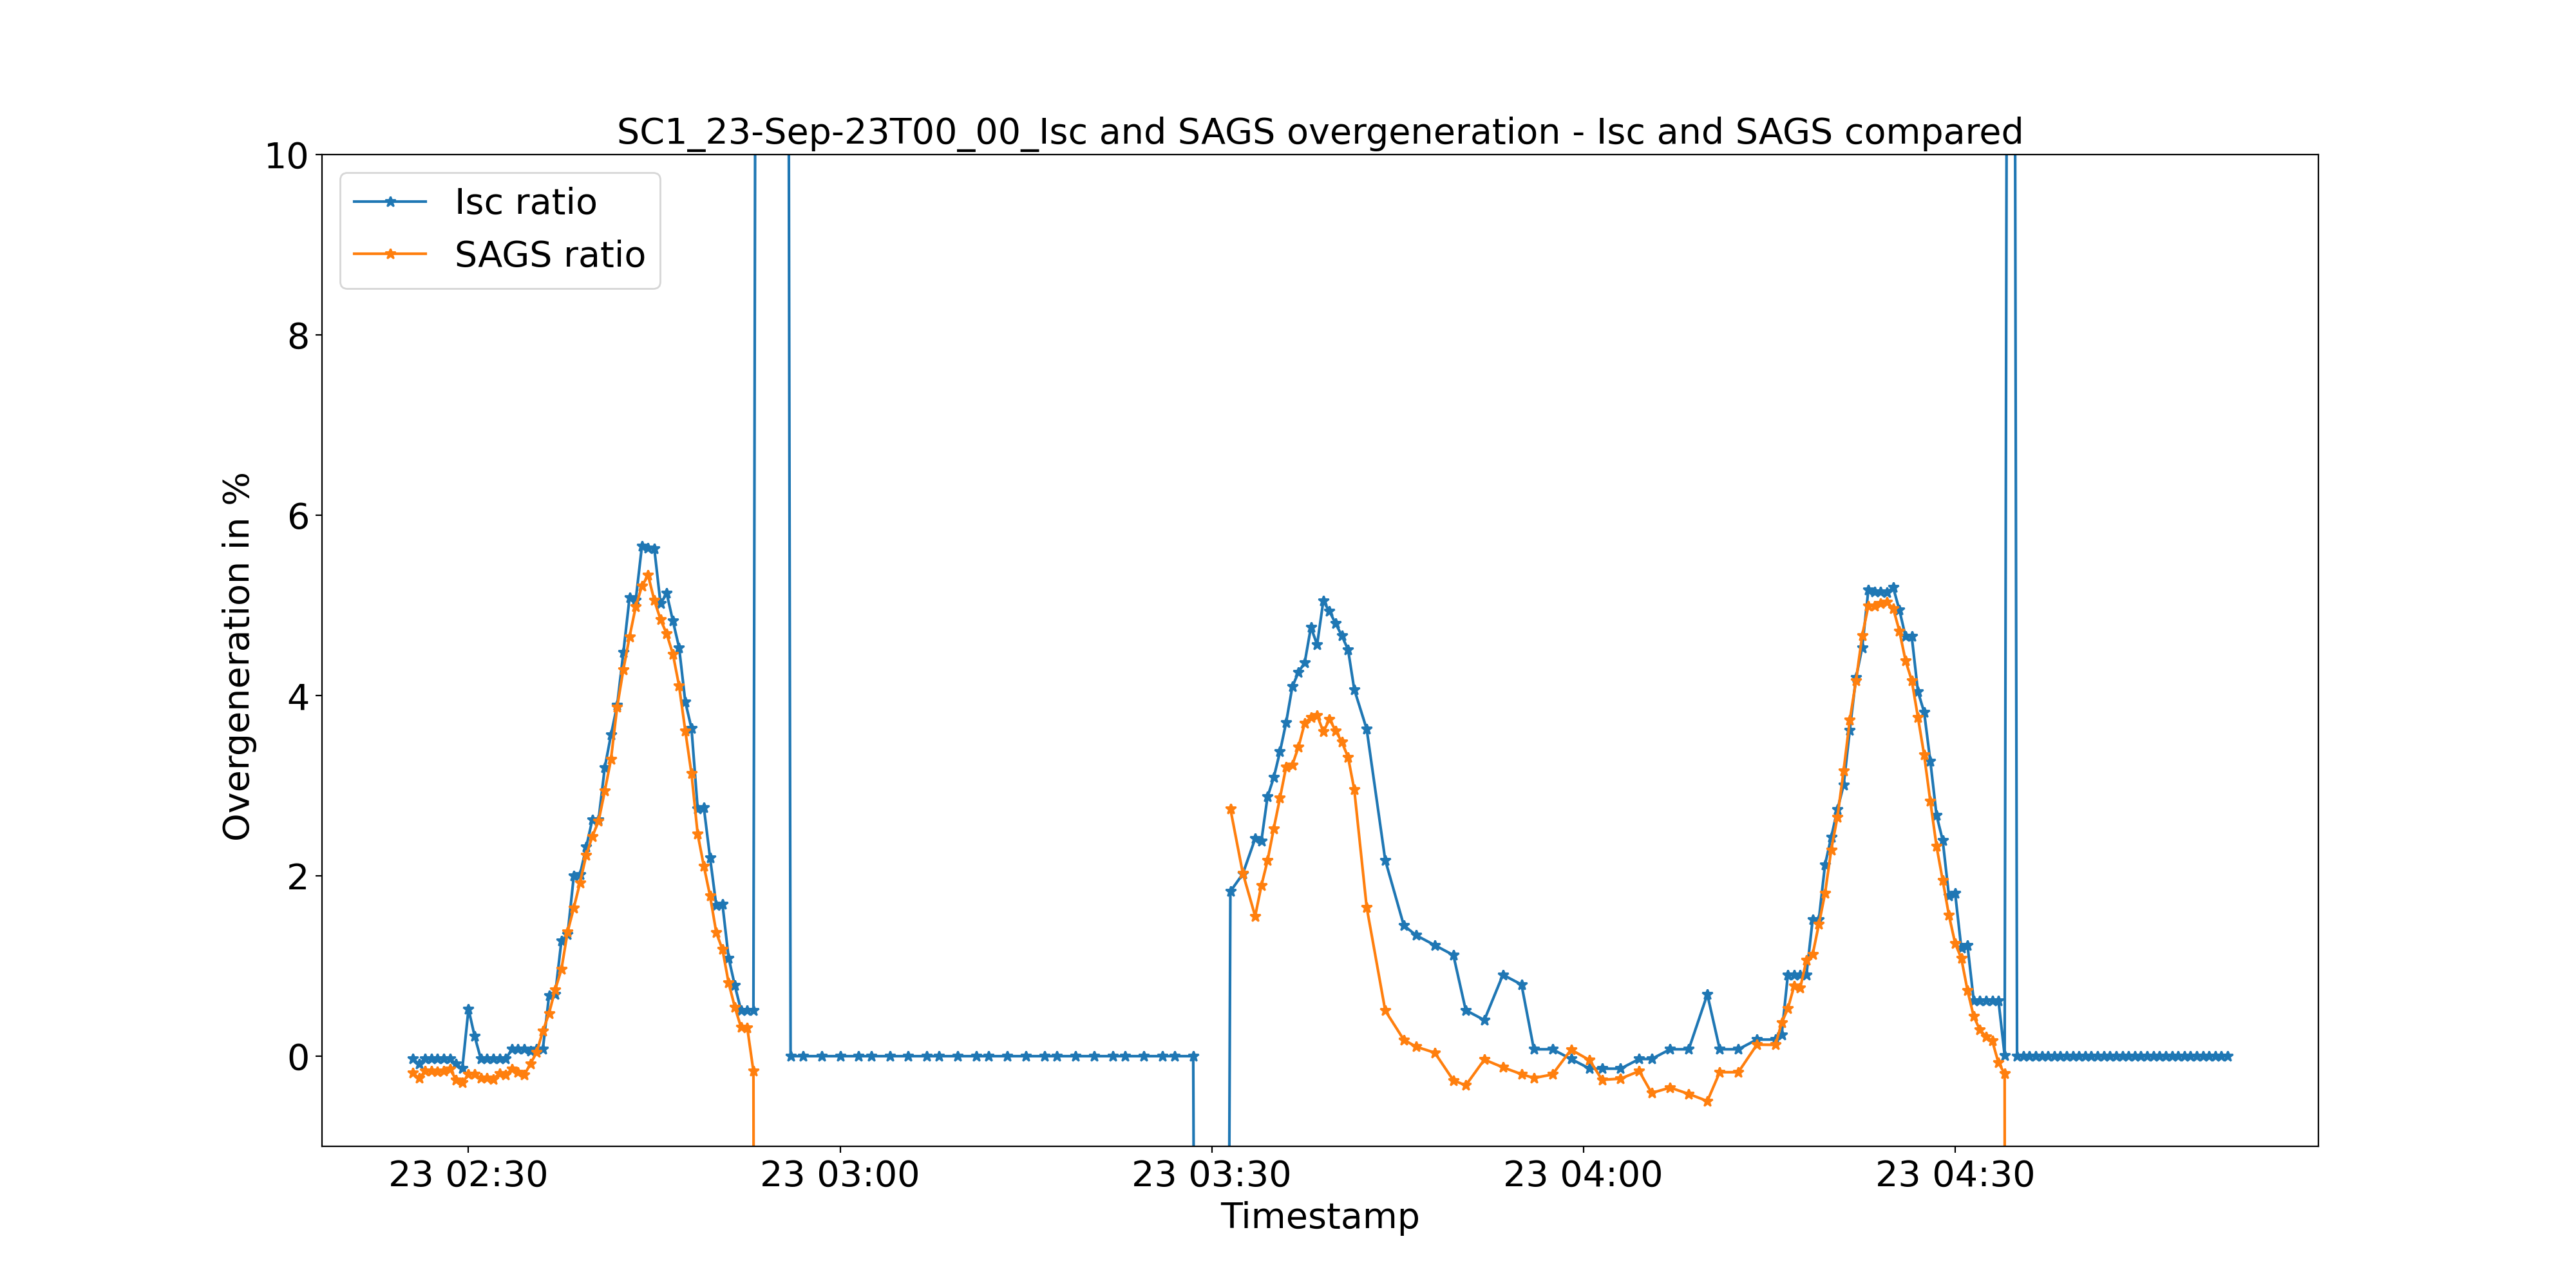 SC1_23-Sep-23T00_00_Isc and SAGS overgeneration - Isc and SAGS compared
10
8
6
4
2
0
Overgeneration in %
Isc ratio
SAGS ratio
23 02:30
23 03:00
23 03:30
23 04:00
23 04:30
Timestamp